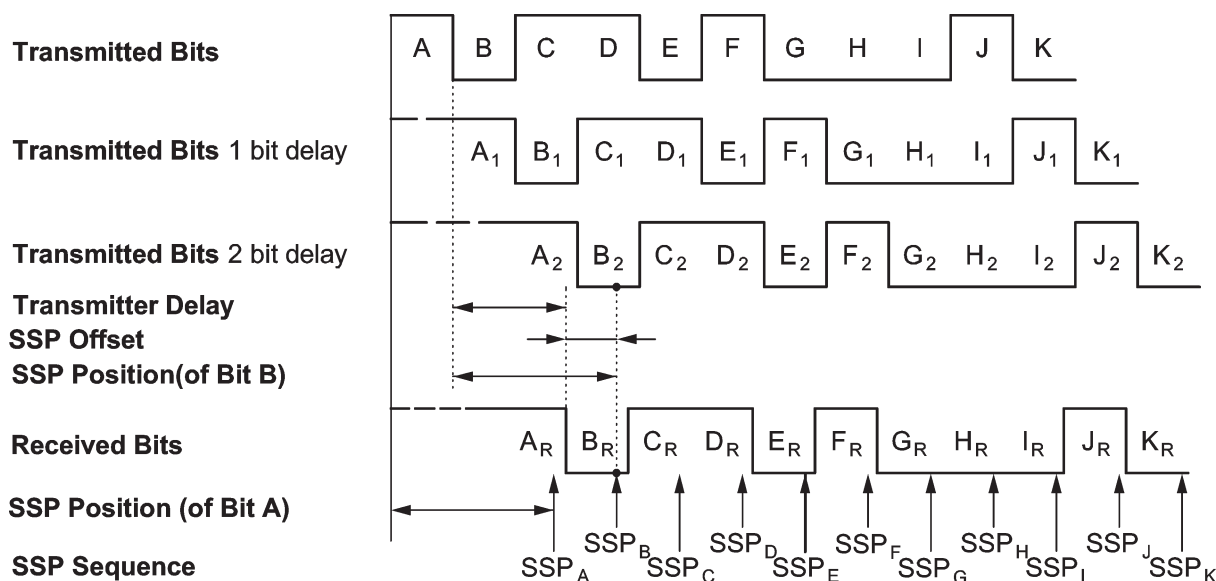 Transmitted Bits A B C D E F G H I J K
Transmitted Bits 1 bit delay A1 B1 C1 D1 E1 F1 G1 H1 I1 J1 K1
Transmitted Bits 2 bit delay A2 B2 C2 D2 E2 F2 G2 H2 I2 J2 K2
Transmitter Delay
SSP Offset
SSP Position(of Bit B)
Received Bits AR BR CR DR ER FR GR HR IR JR KR
SSP Position (of Bit A)
SSPB SSPD SSPF SSPH SSPJ
SSP Sequence SSPA SSPC SSPE SSPG SSPI SSPK